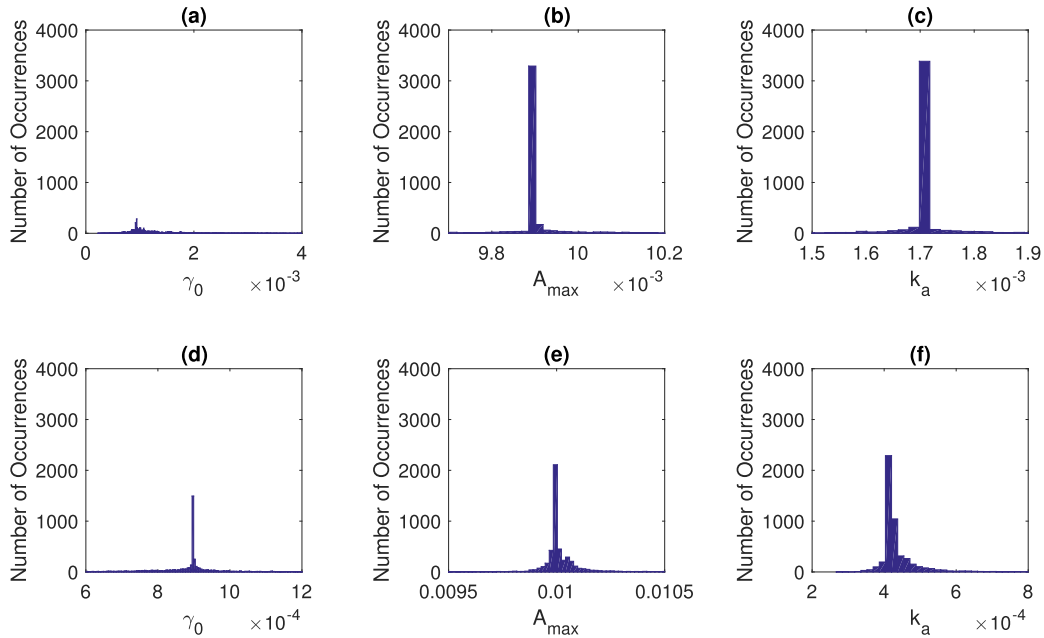 (a)
Number of Occurrences
4000
3000
2000
1000
0
0 2 4
γ0 ×10-3
(b)
Number of Occurrences
4000
3000
2000
1000
0
9.8 10 10.2
Amax ×10-3
(c)
Number of Occurrences
4000
3000
2000
1000
0
1.5 1.6 1.7 1.8 1.9
ka ×10-3
(d)
Number of Occurrences
4000
3000
2000
1000
0
6 8 10 12
γ0 ×10-4
(e)
Number of Occurrences
4000
3000
2000
1000
0
0.0095 0.01 0.0105
Amax
(f)
Number of Occurrences
4000
3000
2000
1000
0
2 4 6 8
ka ×10-4